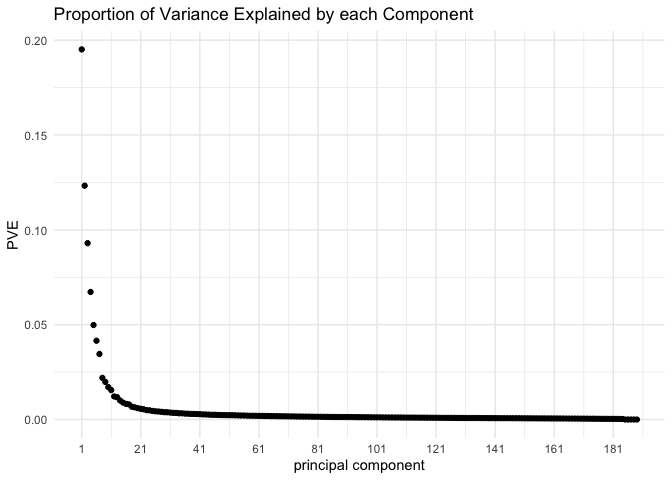 Proportion of Variance Explained by each Component
0.20
0.15
0.10
0.05
0.00
PVE
1 21 41 61 81 101 121 141 161 181
principal component